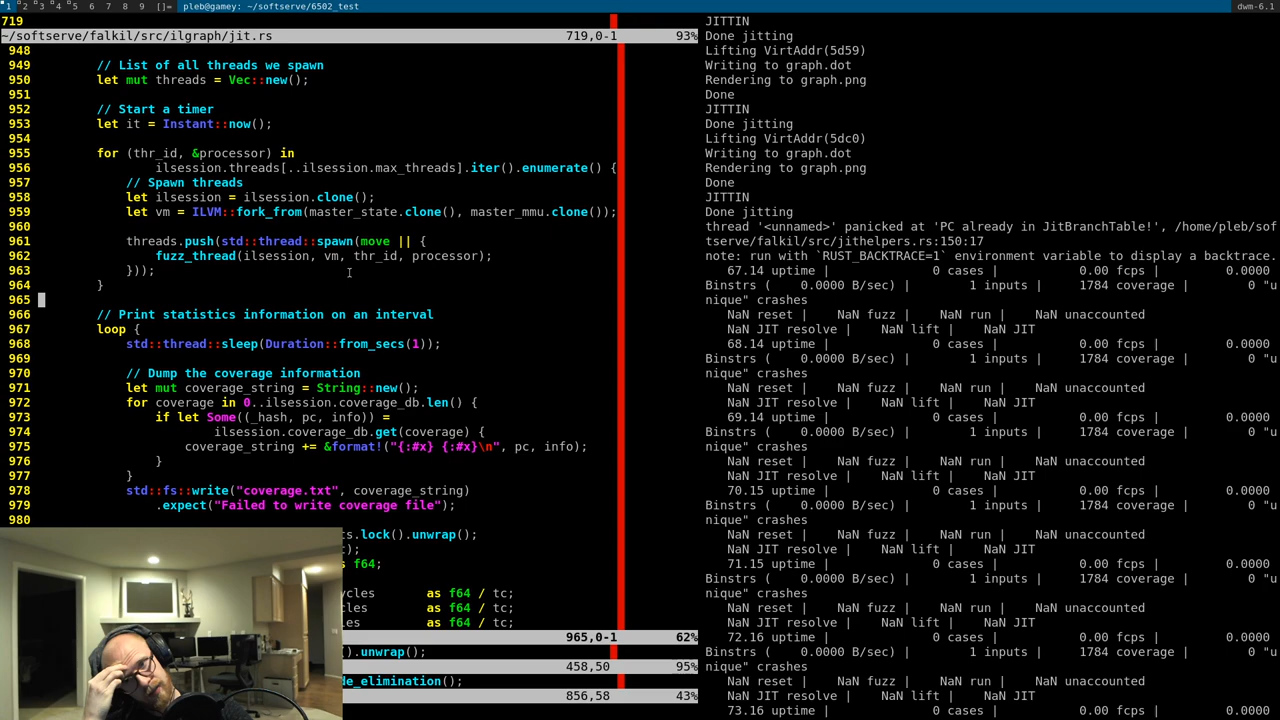 1 2 3 4 5 6 7 8 9 []= pleb@gamey: ~/softserve/6502_test dwm-6.1
719
~/softserve/falkil/src/ilgraph/jit.rs 719,0-1 93%
948
949 // List of all threads we spawn
950 let mut threads = Vec::new();
951
952 // Start a timer
953 let it = Instant::now();
954
955 for (thr_id, &processor) in
956 ilsession.threads[..ilsession.max_threads].iter().enumerate() {
957 // Spawn threads
958 let ilsession = ilsession.clone();
959 let vm = ILVM::fork_from(master_state.clone(), master_mmu.clone());
960
961 threads.push(std::thread::spawn(move || {
962 fuzz_thread(ilsession, vm, thr_id, processor);
963 }));
964 }
965
966 // Print statistics information on an interval
967 loop {
968 std::thread::sleep(Duration::from_secs(1));
969
970 // Dump the coverage information
971 let mut coverage_string = String::new();
972 for coverage in 0..ilsession.coverage_db.len() {
973 if let Some((_hash, pc, info)) =
974 ilsession.coverage_db.get(coverage) {
975 coverage_string += &format!("{:#x} {:#x}\n", pc, info);
976 }
977 }
978 std::fs::write("coverage.txt", coverage_string)
979 .expect("Failed to write coverage file");
980
s.lock().unwrap();
);
s f64;
ycles as f64 / tc;
cles as f64 / tc;
les as f64 / tc;
965,0-1 62%
().unwrap();
458,50 95%
de_elimination();
856,58 43%
JITTIN
Done jitting
Lifting VirtAddr(5d59)
Writing to graph.dot
Rendering to graph.png
Done
JITTIN
Done jitting
Lifting VirtAddr(5dc0)
Writing to graph.dot
Rendering to graph.png
Done
JITTIN
Done jitting
thread '<unnamed>' panicked at 'PC already in JitBranchTable!', /home/pleb/sof
tserve/falkil/src/jithelpers.rs:150:17
note: run with `RUST_BACKTRACE=1` environment variable to display a backtrace.
67.14 uptime | 0 cases | 0.00 fcps | 0.0000
Binstrs ( 0.0000 B/sec) | 1 inputs | 1784 coverage | 0 "u
nique" crashes
NaN reset | NaN fuzz | NaN run | NaN unaccounted
NaN JIT resolve | NaN lift | NaN JIT
68.14 uptime | 0 cases | 0.00 fcps | 0.0000
Binstrs ( 0.0000 B/sec) | 1 inputs | 1784 coverage | 0 "u
nique" crashes
NaN reset | NaN fuzz | NaN run | NaN unaccounted
NaN JIT resolve | NaN lift | NaN JIT
69.14 uptime | 0 cases | 0.00 fcps | 0.0000
Binstrs ( 0.0000 B/sec) | 1 inputs | 1784 coverage | 0 "u
nique" crashes
NaN reset | NaN fuzz | NaN run | NaN unaccounted
NaN JIT resolve | NaN lift | NaN JIT
70.15 uptime | 0 cases | 0.00 fcps | 0.0000
Binstrs ( 0.0000 B/sec) | 1 inputs | 1784 coverage | 0 "u
nique" crashes
NaN reset | NaN fuzz | NaN run | NaN unaccounted
NaN JIT resolve | NaN lift | NaN JIT
71.15 uptime | 0 cases | 0.00 fcps | 0.0000
Binstrs ( 0.0000 B/sec) | 1 inputs | 1784 coverage | 0 "u
nique" crashes
NaN reset | NaN fuzz | NaN run | NaN unaccounted
NaN JIT resolve | NaN lift | NaN JIT
72.16 uptime | 0 cases | 0.00 fcps | 0.0000
Binstrs ( 0.0000 B/sec) | 1 inputs | 1784 coverage | 0 "u
nique" crashes
NaN reset | NaN fuzz | NaN run | NaN unaccounted
NaN JIT resolve | NaN lift | NaN JIT
73.16 uptime | 0 cases | 0.00 fcps | 0.0000